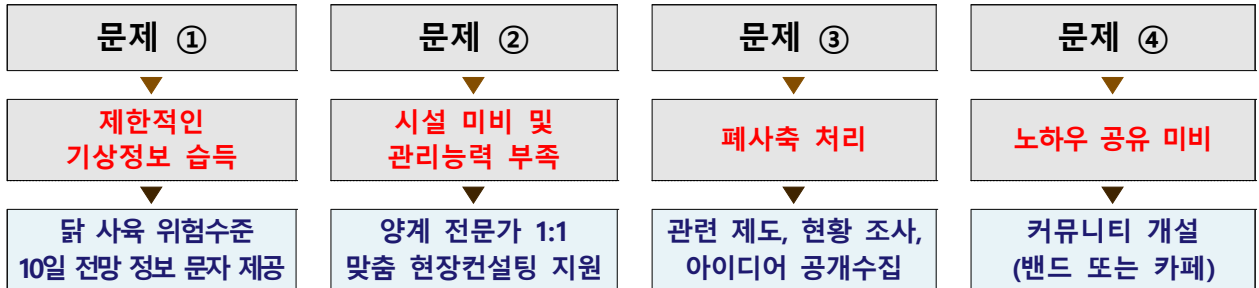 문제 ①
문제 ②
문제 ③
문제 ④
제한적인
기상정보 습득
시설 미비 및
관리능력 부족
폐사축 처리
노하우 공유 미비
닭 사육 위험수준
10일 전망 정보 문자 제공
양계 전문가 1:1
맞춤 현장컨설팅 지원
관련 제도, 현황 조사,
아이디어 공개수집
커뮤니티 개설
(밴드 또는 카페)